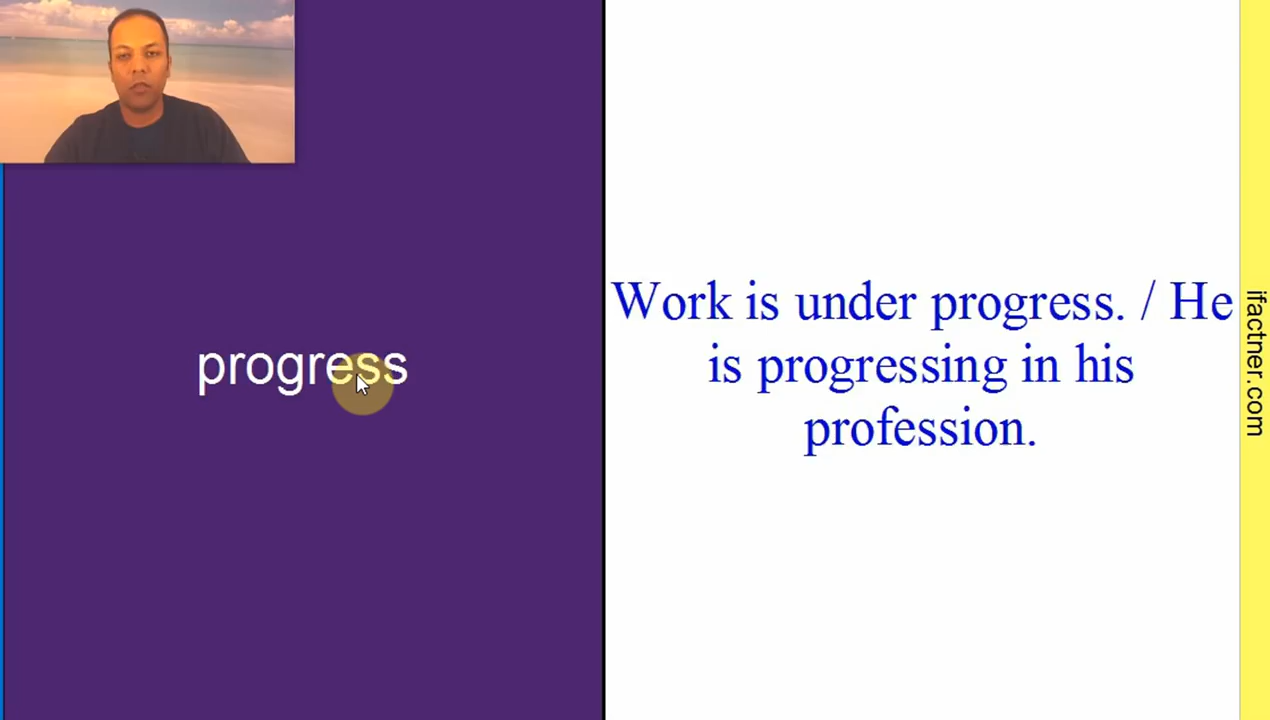 progress
Work is under progress. / He
is progressing in his
profession.
ifactner.com